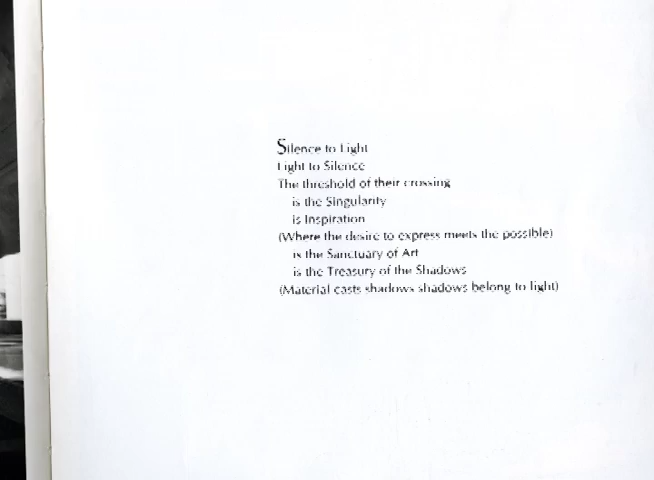 Silence to Light
Light to Silence
The threshold of their crossing
is the Singularity
is Inspiration
(Where the desire to express meets the possible)
is the Sanctuary of Art
is the Treasury of the Shadows
(Material casts shadows shadows belong to light)